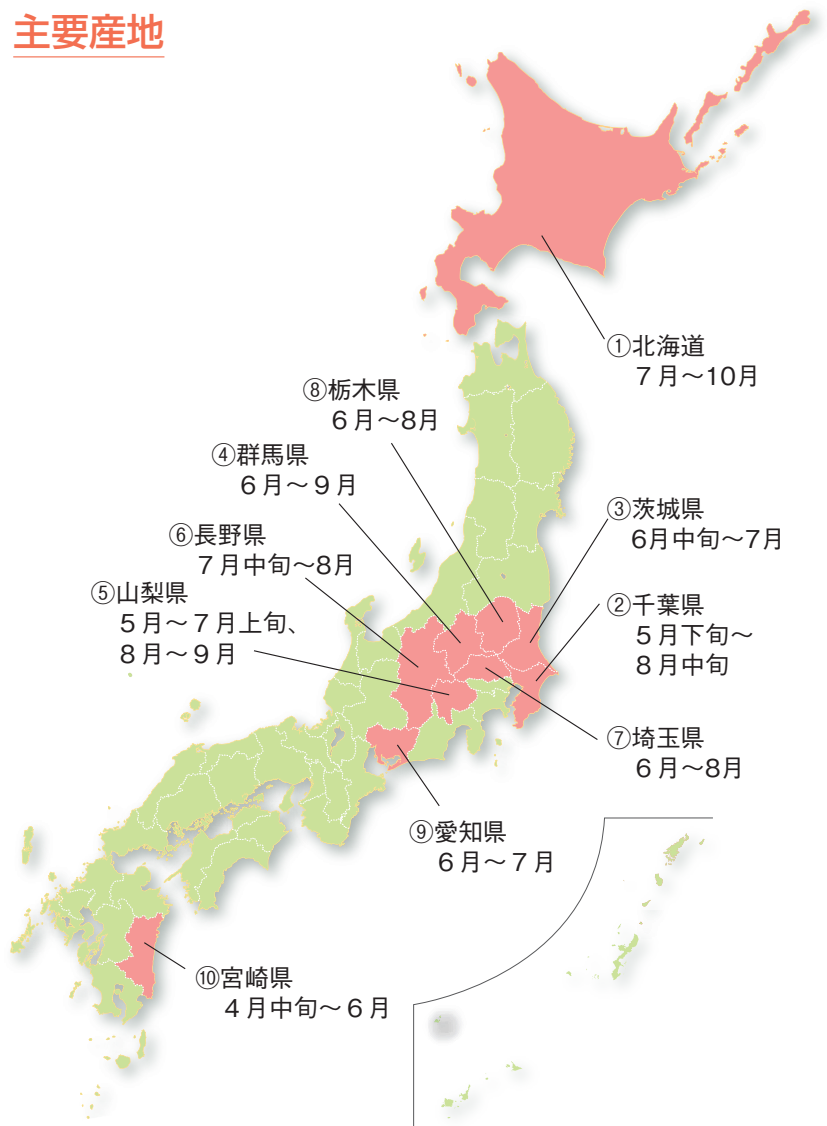 主要産地
①北海道
7月～10月
⑧栃木県
6月～8月
④群馬県
6月～9月
③茨城県
6月中旬～7月
⑥長野県
7月中旬～8月
⑤山梨県
5月～7月上旬、
8月～9月
②千葉県
5月下旬～
8月中旬
⑦埼玉県
6月～8月
⑨愛知県
6月～7月
⑩宮崎県
4月中旬～6月